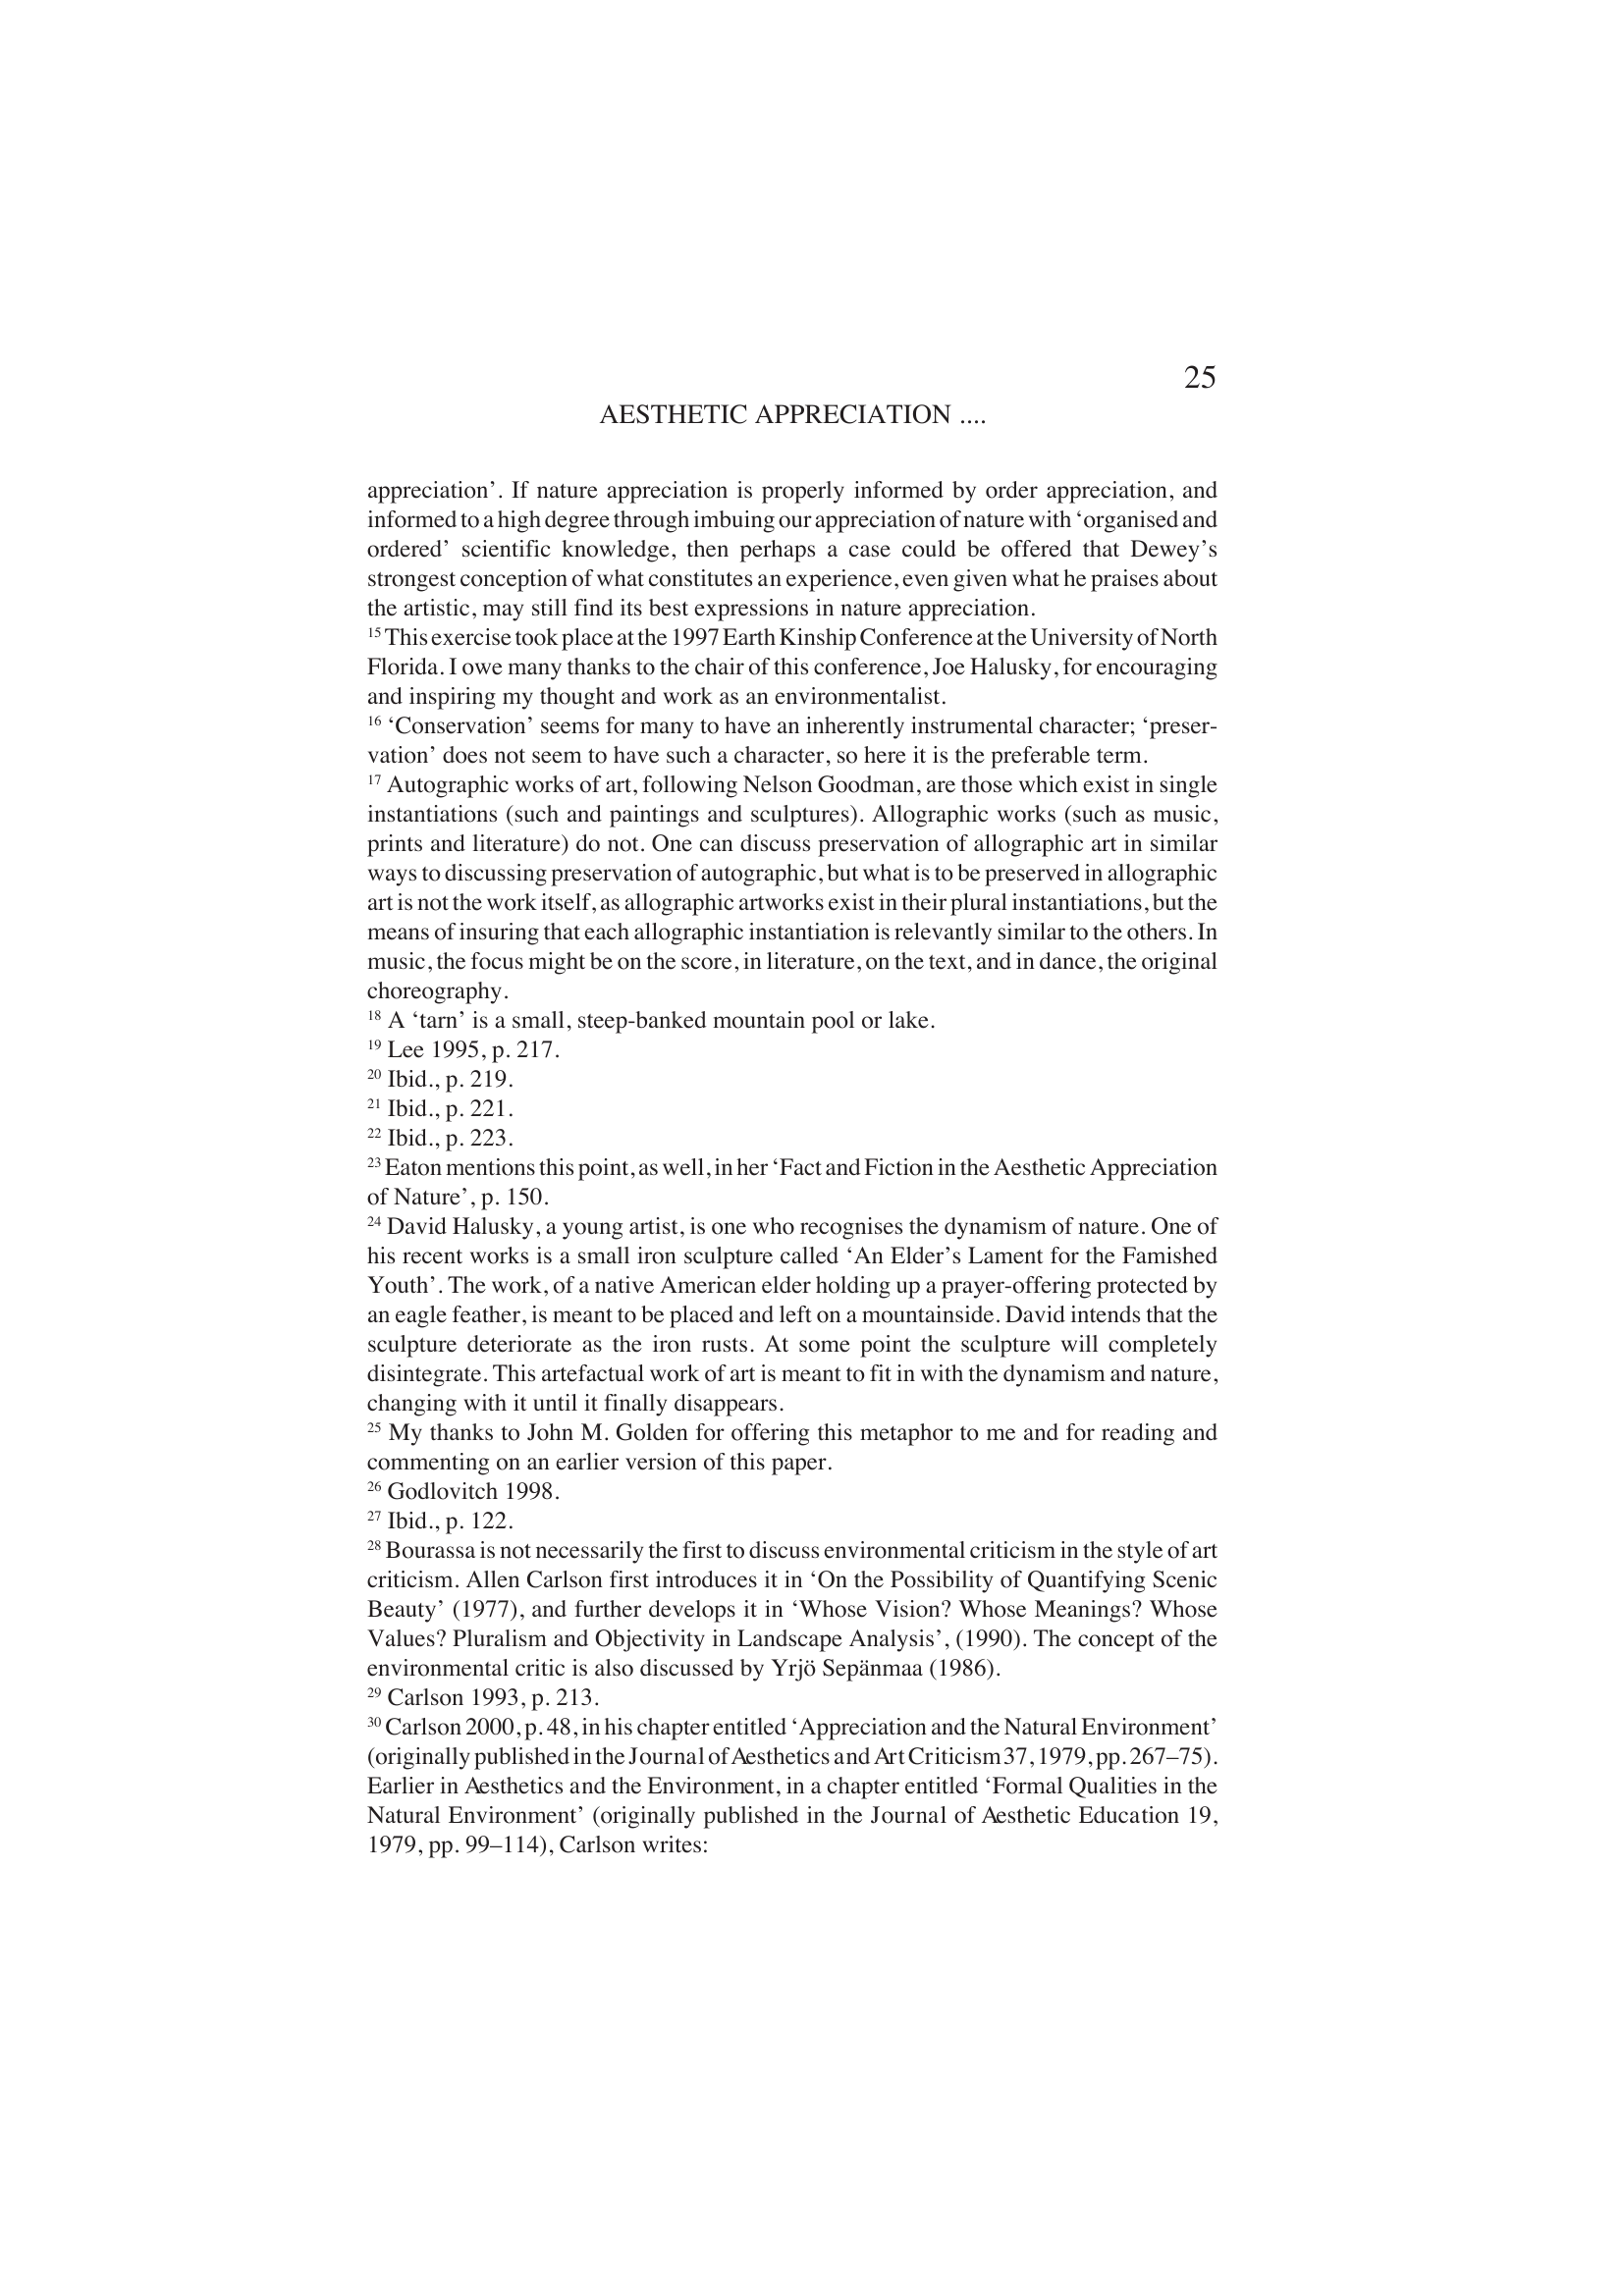 25
AESTHETIC APPRECIATION ....
appreciation’. If nature appreciation is properly informed by order appreciation, and
informed to a high degree through imbuing our appreciation of nature with ‘organised and
ordered’ scientific knowledge, then perhaps a case could be offered that Dewey’s
strongest conception of what constitutes an experience, even given what he praises about
the artistic, may still find its best expressions in nature appreciation.
15 This exercise took place at the 1997 Earth Kinship Conference at the University of North
Florida. I owe many thanks to the chair of this conference, Joe Halusky, for encouraging
and inspiring my thought and work as an environmentalist.
16 ‘Conservation’ seems for many to have an inherently instrumental character; ‘preser-
vation’ does not seem to have such a character, so here it is the preferable term.
17 Autographic works of art, following Nelson Goodman, are those which exist in single
instantiations (such and paintings and sculptures). Allographic works (such as music,
prints and literature) do not. One can discuss preservation of allographic art in similar
ways to discussing preservation of autographic, but what is to be preserved in allographic
art is not the work itself, as allographic artworks exist in their plural instantiations, but the
means of insuring that each allographic instantiation is relevantly similar to the others. In
music, the focus might be on the score, in literature, on the text, and in dance, the original
choreography.
18 A ‘tarn’ is a small, steep-banked mountain pool or lake.
19 Lee 1995, p. 217.
20 Ibid., p. 219.
21 Ibid., p. 221.
22 Ibid., p. 223.
23 Eaton mentions this point, as well, in her ‘Fact and Fiction in the Aesthetic Appreciation
of Nature’, p. 150.
24 David Halusky, a young artist, is one who recognises the dynamism of nature. One of
his recent works is a small iron sculpture called ‘An Elder’s Lament for the Famished
Youth’. The work, of a native American elder holding up a prayer-offering protected by
an eagle feather, is meant to be placed and left on a mountainside. David intends that the
sculpture deteriorate as the iron rusts. At some point the sculpture will completely
disintegrate. This artefactual work of art is meant to fit in with the dynamism and nature,
changing with it until it finally disappears.
25 My thanks to John M. Golden for offering this metaphor to me and for reading and
commenting on an earlier version of this paper.
26 Godlovitch 1998.
27 Ibid., p. 122.
28 Bourassa is not necessarily the first to discuss environmental criticism in the style of art
criticism. Allen Carlson first introduces it in ‘On the Possibility of Quantifying Scenic
Beauty’ (1977), and further develops it in ‘Whose Vision? Whose Meanings? Whose
Values? Pluralism and Objectivity in Landscape Analysis’, (1990). The concept of the
environmental critic is also discussed by Yrjö Sepänmaa (1986).
29 Carlson 1993, p. 213.
30 Carlson 2000, p. 48, in his chapter entitled ‘Appreciation and the Natural Environment’
(originally published in the Journal of Aesthetics and Art Criticism 37, 1979, pp. 267–75).
Earlier in Aesthetics and the Environment, in a chapter entitled ‘Formal Qualities in the
Natural Environment’ (originally published in the Journal of Aesthetic Education 19,
1979, pp. 99–114), Carlson writes: